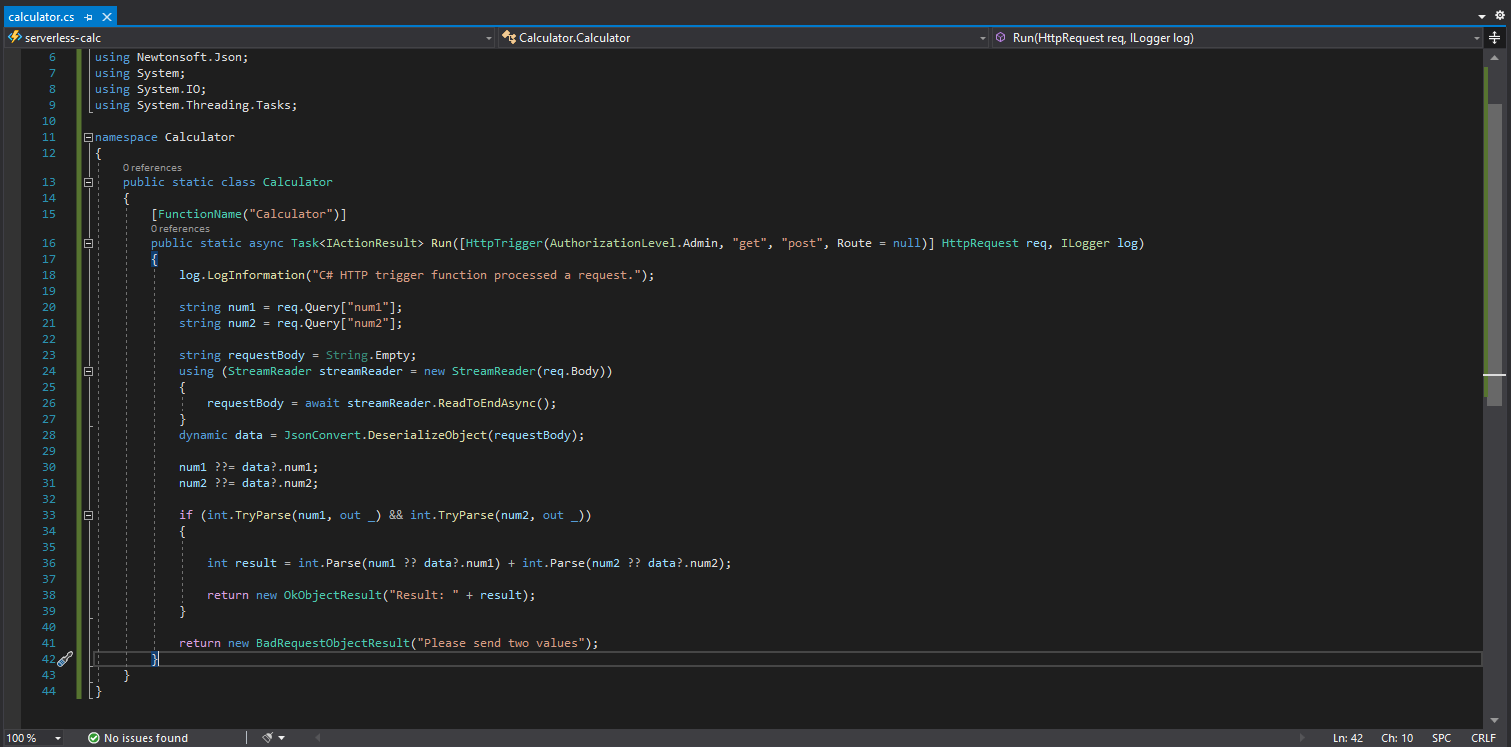 calculator.cs
serverless-calc Calculator.Calculator Run(HttpRequest req, ILogger log)
6 using Newtonsoft.Json;
7 using System;
8 using System.IO;
9 using System.Threading.Tasks;
10
11 namespace Calculator
12 {
0 references
13 public static class Calculator
14 {
15 [FunctionName("Calculator")]
0 references
16 public static async Task<IActionResult> Run([HttpTrigger(AuthorizationLevel.Admin, "get", "post", Route = null)] HttpRequest req, ILogger log)
17 {
18 log.LogInformation("C# HTTP trigger function processed a request.");
19
20 string num1 = req.Query["num1"];
21 string num2 = req.Query["num2"];
22
23 string requestBody = String.Empty;
24 using (StreamReader streamReader = new StreamReader(req.Body))
25 {
26 requestBody = await streamReader.ReadToEndAsync();
27 }
28 dynamic data = JsonConvert.DeserializeObject(requestBody);
29
30 num1 ??= data?.num1;
31 num2 ??= data?.num2;
32
33 if (int.TryParse(num1, out _) && int.TryParse(num2, out _))
34 {
35
36 int result = int.Parse(num1 ?? data?.num1) + int.Parse(num2 ?? data?.num2);
37
38 return new OkObjectResult("Result: " + result);
39 }
40
41 return new BadRequestObjectResult("Please send two values");
42 }
43 }
44 }
100 % No issues found Ln: 42 Ch: 10 SPC CRLF